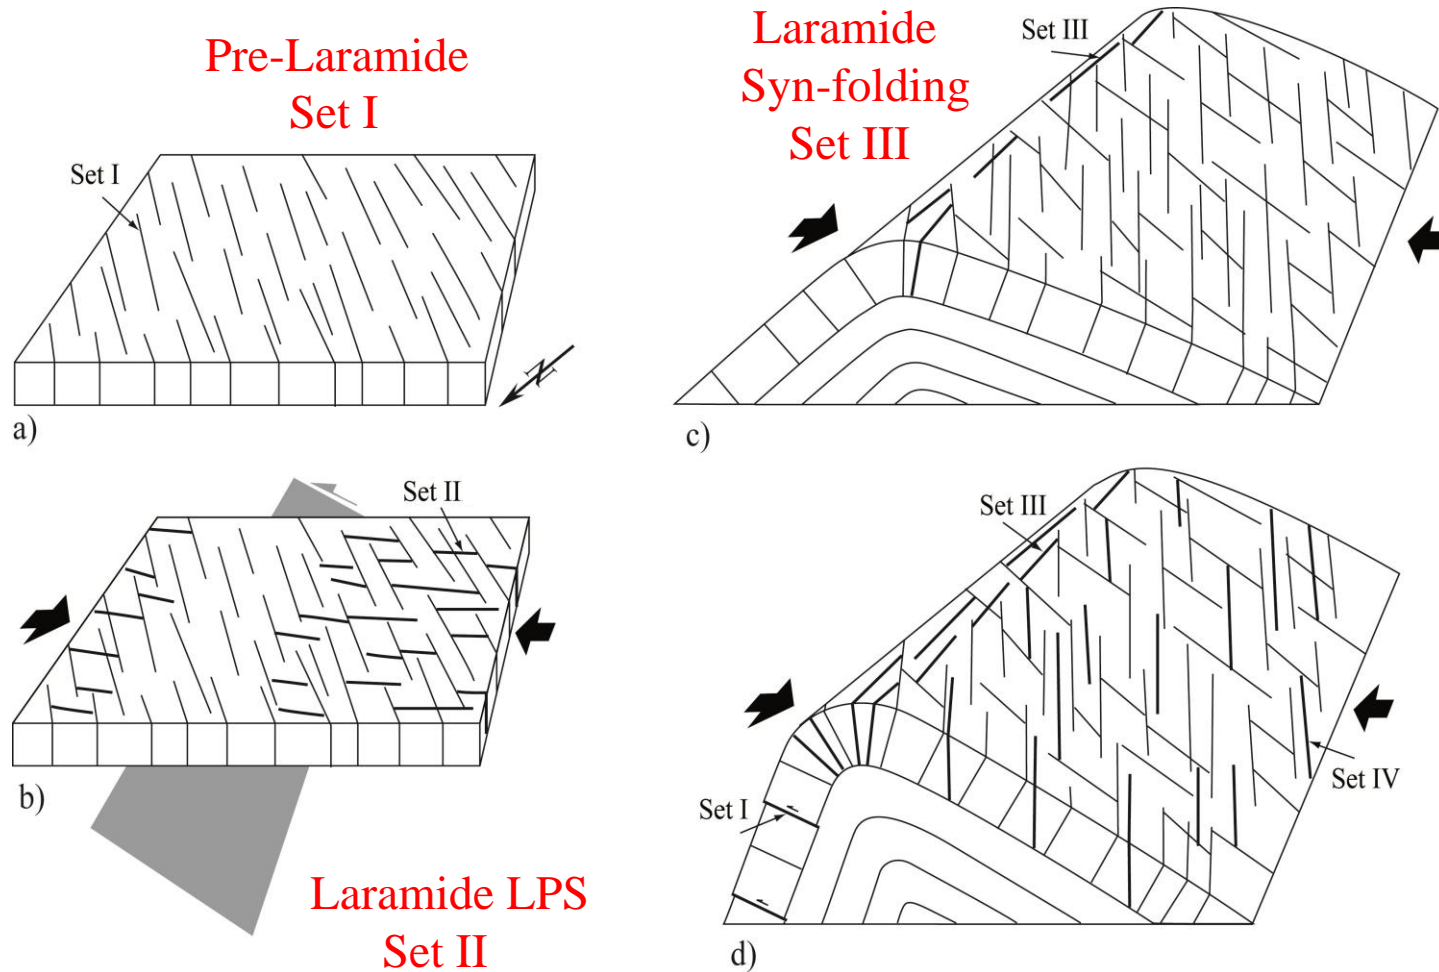 Pre-Laramide
Set I
Set I
N
a)
Laramide
Syn-folding
Set III
Set III
c)
Set II
b)
Laramide LPS
Set II
Set III
Set IV
Set I
d)